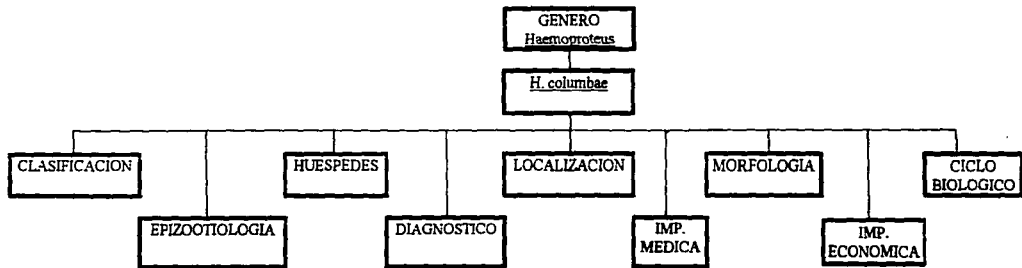 GENERO
Haemoproteus
H. columbae
CLASIFICACION
HUESPEDES
LOCALIZACION
MORFOLOGIA
CICLO
BIOLOGICO
EPIZOOTIOLOGIA
DIAGNOSTICO
IMP.
MEDICA
IMP.
ECONOMICA